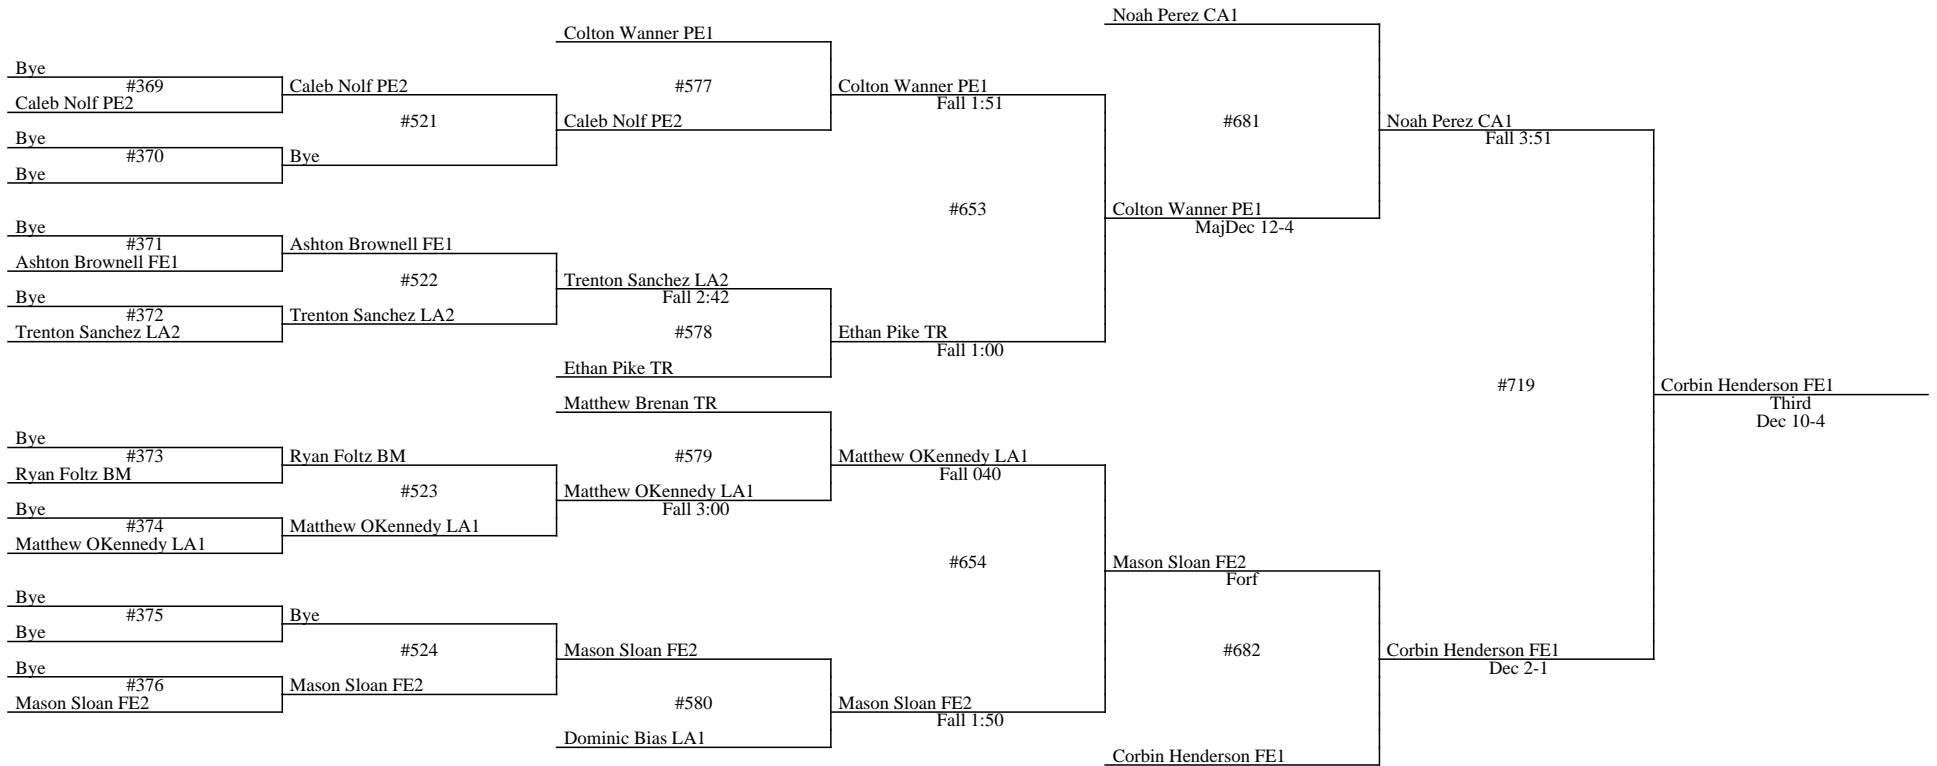 Noah Perez CA1
Colton Wanner PE1
Bye
#369
Caleb Nolf PE2
#577
Colton Wanner PE1
Caleb Nolf PE2
Fall 1:51
#521
Caleb Nolf PE2
#681
Noah Perez CA1
Bye
Fall 3:51
#370
Bye
Bye
#653
Colton Wanner PE1
Bye
MajDec 12-4
#371
Ashton Brownell FE1
Ashton Brownell FE1
#522
Trenton Sanchez LA2
Bye
Fall 2:42
#372
Trenton Sanchez LA2
Trenton Sanchez LA2
#578
Ethan Pike TR
Fall 1:00
Ethan Pike TR
#719
Corbin Henderson FE1
Matthew Brenan TR
Third
Dec 10-4
Bye
#373
Ryan Foltz BM
#579
Matthew OKennedy LA1
Ryan Foltz BM
Fall 040
#523
Matthew OKennedy LA1
Bye
Fall 3:00
#374
Matthew OKennedy LA1
Matthew OKennedy LA1
#654
Mason Sloan FE2
Forf
Bye
#375
Bye
Bye
#524
Mason Sloan FE2
#682
Corbin Henderson FE1
Bye
Dec 2-1
#376
Mason Sloan FE2
Mason Sloan FE2
#580
Mason Sloan FE2
Fall 1:50
Dominic Bias LA1
Corbin Henderson FE1